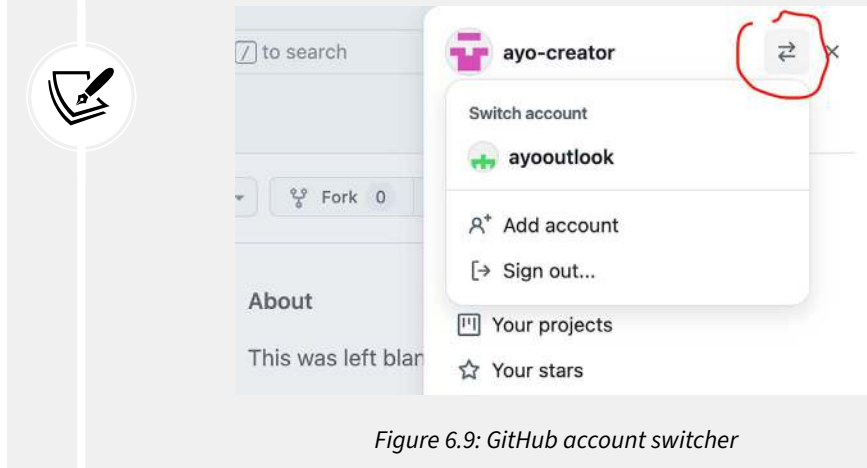 / to search
ayo-creator
Switch account
ayooutlook
Fork 0
Add account
Sign out...
About
Your projects
This was left blan
Your stars
Figure 6.9: GitHub account switcher